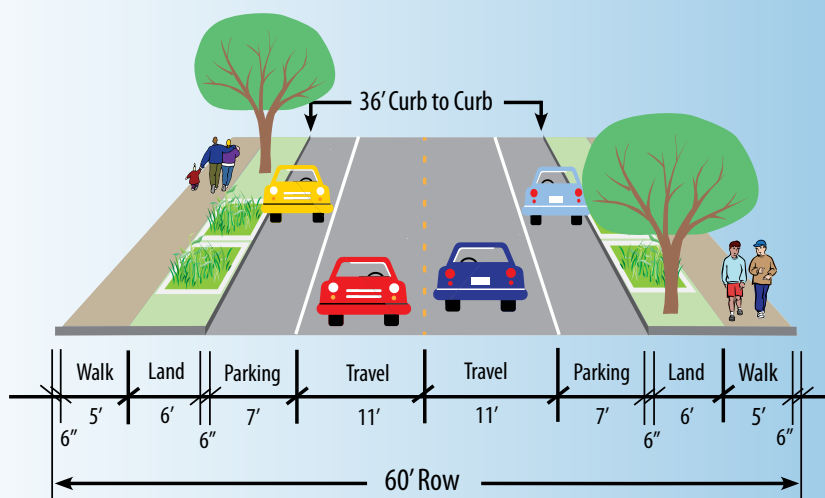 36' Curb to Curb
Walk Land Parking Travel Travel Parking Land Walk
5' 6' 7' 11' 11' 7' 6' 5'
6" 6" 6" 6"
60' Row